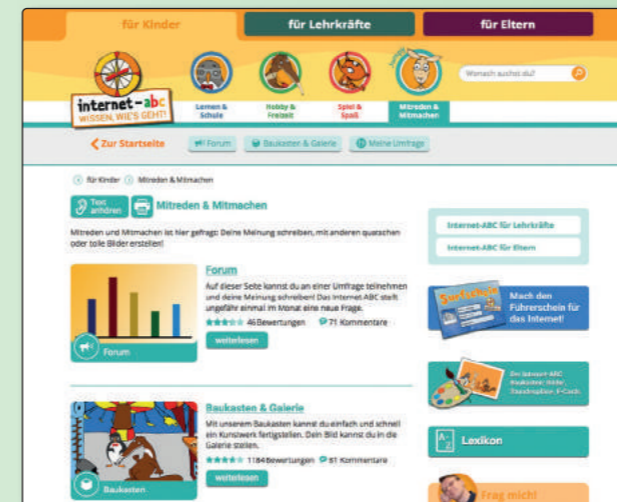 für Kinder
für Lehrkräfte
für Eltern
internet-abc
WISSEN, WIE'S GEHT!
Lernen &
Schule
Hobby &
Freizeit
Spiel &
Spaß
Mitreden &
Mitmachen
Wonach suchst du?
Zur Startseite
Forum
Baukasten & Galerie
Meine Umfrage
für Kinder
Mitreden & Mitmachen
Text
anhören
Mitreden & Mitmachen
Mitreden und Mitmachen ist hier gefragt: Deine Meinung schreiben, mit anderen quatschen
oder tolle Bilder erstellen!
Forum
Auf dieser Seite kannst du an einer Umfrage teilnehmen
und deine Meinung schreiben! Das Internet-ABC stellt
ungefähr einmal im Monat eine neue Frage.
46 Bewertungen 71 Kommentare
weiterlesen
Forum
Baukasten & Galerie
Mit unserem Baukasten kannst du einfach und schnell
ein Kunstwerk fertigstellen. Dein Bild kannst du in die
Galerie stellen.
1184 Bewertungen 81 Kommentare
weiterlesen
Baukasten
Internet-ABC für Lehrkräfte
Internet-ABC für Eltern
Surfschein
Mach den
Führerschein für
das Internet!
Der Internet-ABC
E-Cards
A-Z
Lexikon
Frag mich!